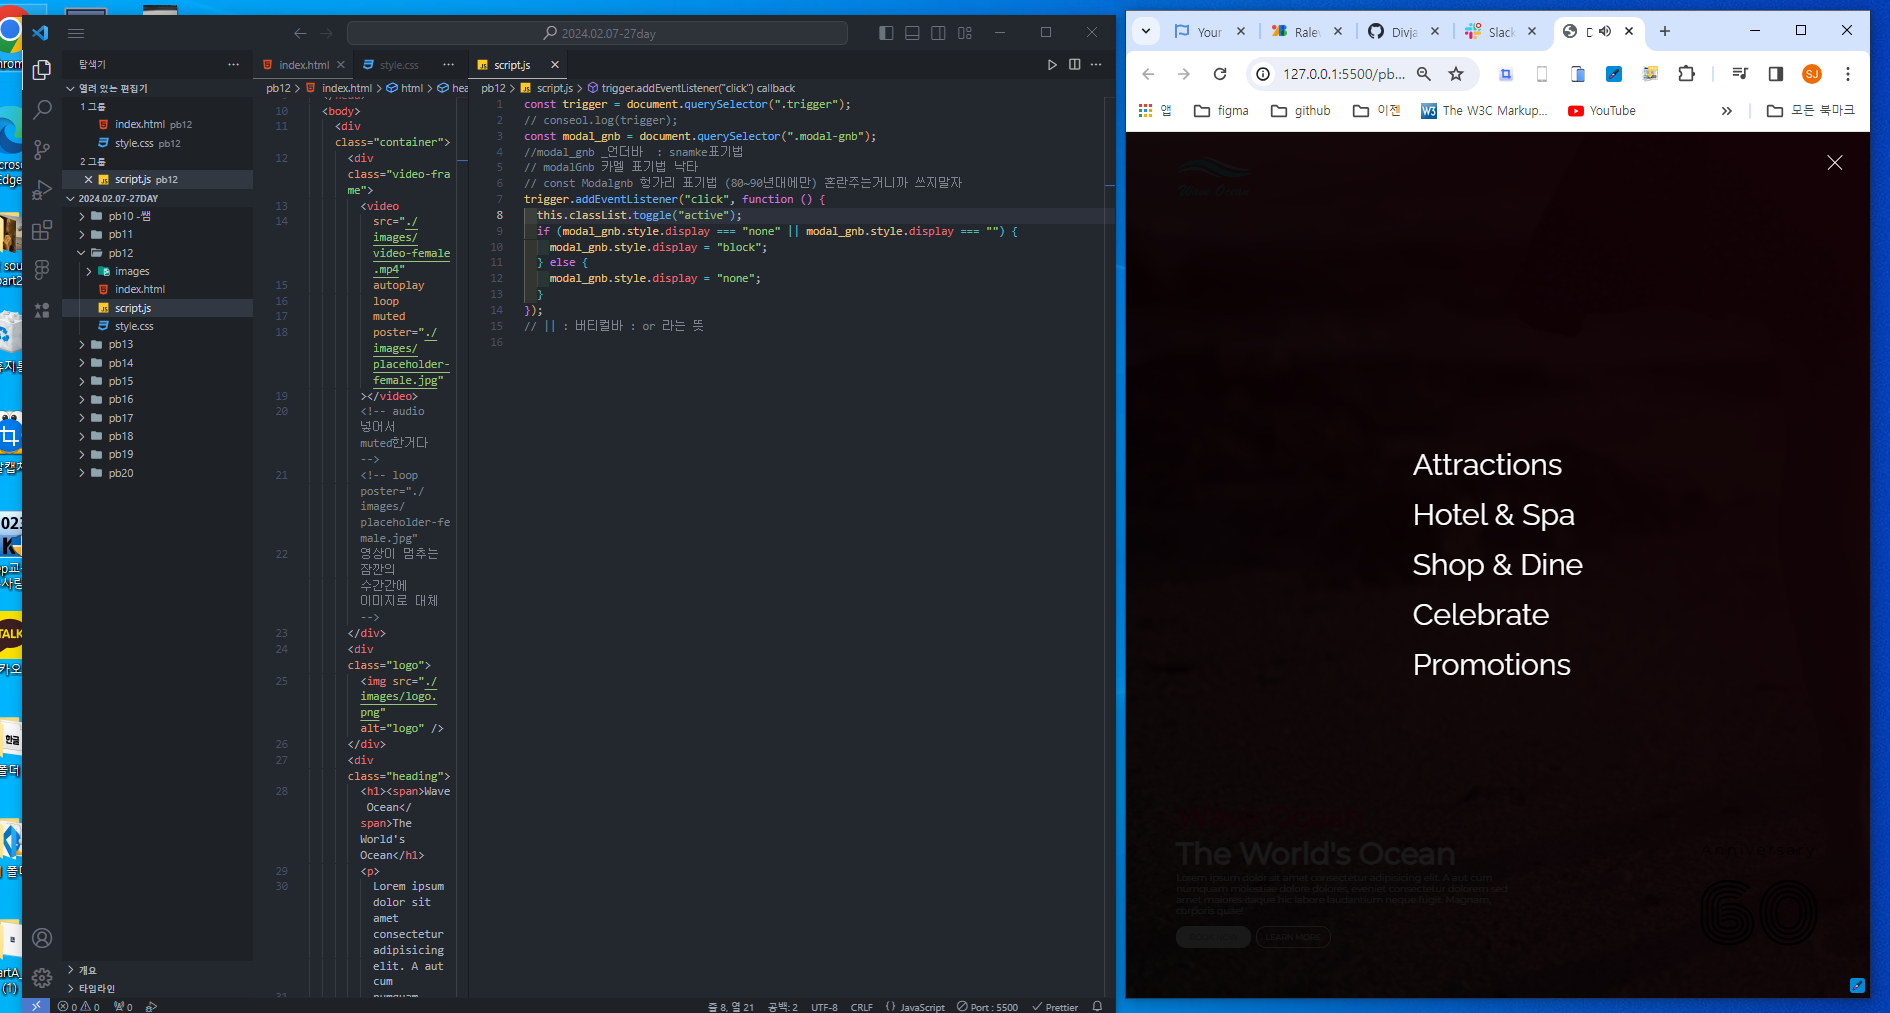 2024.02.07-27day
탐색기
열려 있는 편집기
1 그룹
index.html pb12
style.css pb12
2 그룹
script.js pb12
2024.02.07-27DAY
pb10 -쌤
pb11
pb12
images
index.html
script.js
style.css
pb13
pb14
pb15
pb16
pb17
pb18
pb19
pb20
개요
타임라인
index.html
style.css
pb12 > index.html > html > hea
10 <body>
11 <div
class="container">
12 <div
class="video-fra
me">
13 <video
14 src="./
images/
video-female
.mp4"
15 autoplay
16 loop
17 muted
18 poster="./
images/
placeholder-
female.jpg"
19 ></video>
20 <!-- audio
넣어서
muted한거다
-->
21 <!-- loop
poster="./
images/
placeholder-fe
male.jpg"
22 영상이 멈추는
잠깐의
수간간에
이미지로 대체
-->
23 </div>
24 <div
class="logo">
25 <img src="./
images/logo.
png"
alt="logo" />
26 </div>
27 <div
class="heading">
28 <h1><span>Wave
Ocean</
span>The
World's
Ocean</h1>
29 <p>
30 Lorem ipsum
dolor sit
amet
consectetur
adipisicing
elit. A aut
cum
script.js
pb12 > script.js > trigger.addEventListener("click") callback
1 const trigger = document.querySelector(".trigger");
2 // conseol.log(trigger);
3 const modal_gnb = document.querySelector(".modal-gnb");
4 //modal_gnb _언더바 : snamke표기법
5 // modalGnb 카멜 표기법 낙타
6 // const Modalgnb 헝가리 표기법 (80~90년대에만) 혼란주는거니까 쓰지말자
7 trigger.addEventListener("click", function () {
8 this.classList.toggle("active");
9 if (modal_gnb.style.display === "none" || modal_gnb.style.display === "") {
10 modal_gnb.style.display = "block";
11 } else {
12 modal_gnb.style.display = "none";
13 }
14 });
15 // || : 버티컬바 : or 라는 뜻
16
0 0 0
줄 8, 열 21 공백: 2 UTF-8 CRLF {} JavaScript Port : 5500 Prettier
Your
Divja
Slack
127.0.0.1:5500/pb...
SJ
앱 figma github 이젠 The W3C Markup... YouTube » 모든 북마크
Wave Ocean
Attractions
Hotel & Spa
Shop & Dine
Celebrate
Promotions
The World's Ocean
Lorem ipsum dolor sit amet consectetur adipisicing elit. A aut cum
Anniversary
60
LEARN MORE